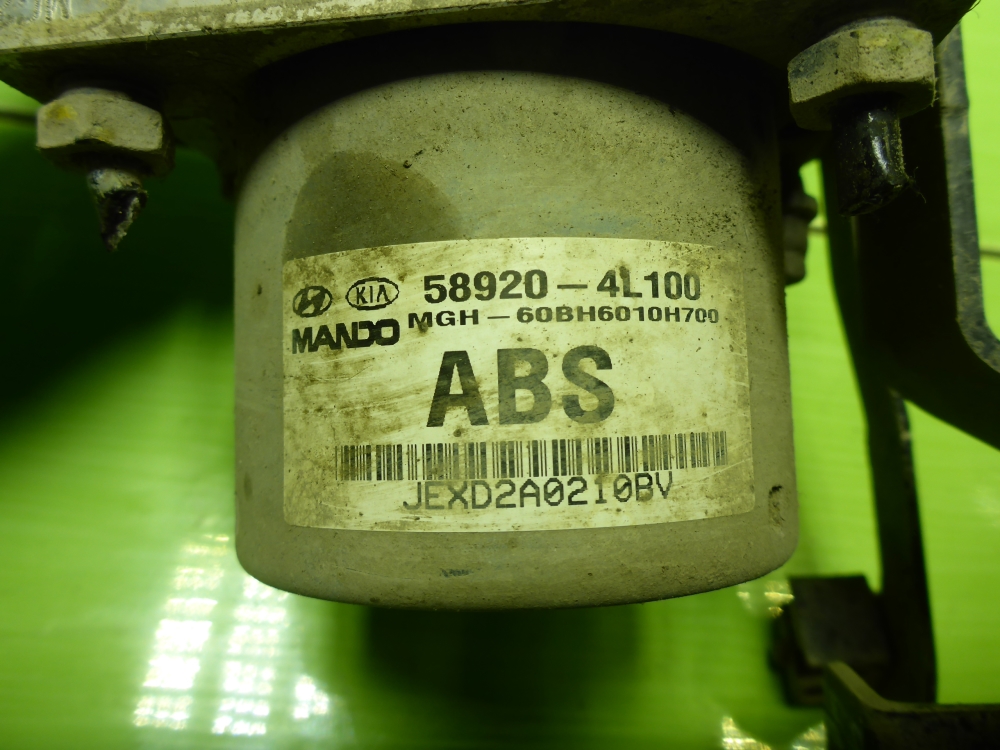 KIA 58920-4L100
MANDO MGH-60BH6010H700
ABS
JEXD2A0210BV